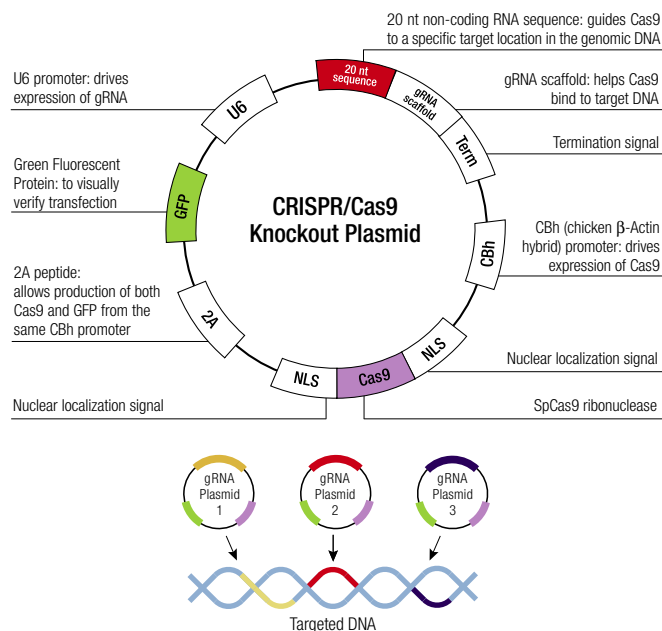 20 nt non-coding RNA sequence: guides Cas9
to a specific target location in the genomic DNA
U6 promoter: drives
expression of gRNA
20 nt
sequence
gRNA
scaffold
gRNA scaffold: helps Cas9
bind to target DNA
U6
Term
Termination signal
Green Fluorescent
Protein: to visually
verify transfection
GFP
CRISPR/Cas9
Knockout Plasmid
CBh
CBh (chicken β-Actin
hybrid) promoter: drives
expression of Cas9
2A peptide:
allows production of both
Cas9 and GFP from the
same CBh promoter
2A
NLS
Cas9
NLS
Nuclear localization signal
Nuclear localization signal
SpCas9 ribonuclease
gRNA
Plasmid
1
gRNA
Plasmid
2
gRNA
Plasmid
3
Targeted DNA